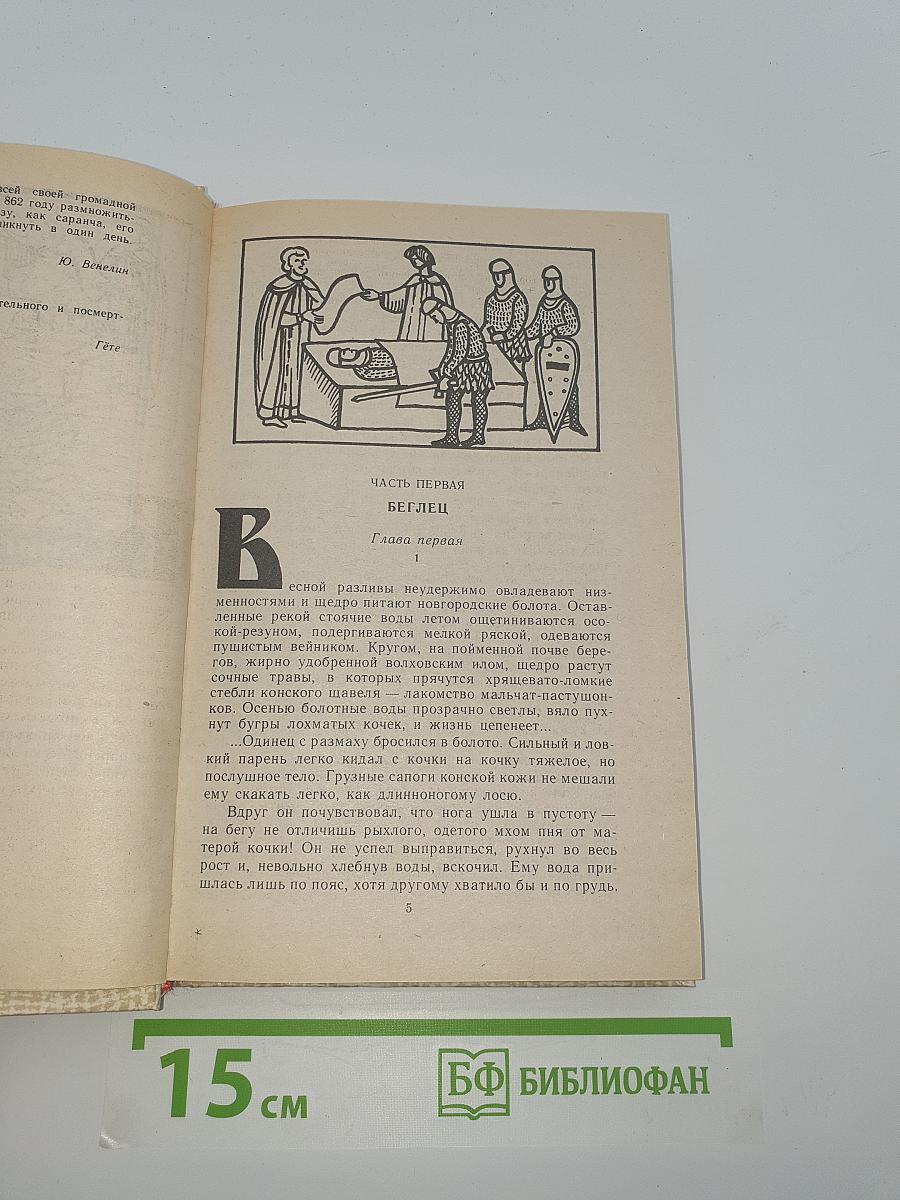 всей своей громадной
862 году размножить-
зу, как саранча, его
никнуть в один день.
Ю. Венелин
тельного и посмерт-
Гёте
ЧАСТЬ ПЕРВАЯ
БЕГЛЕЦ
Глава первая
1
Весной разливы неудержимо овладевают низ-
менностями и щедро питают новгородские болота. Остав-
ленные рекой стоячие воды летом ощетиниваются осо-
кой-резуном, подергиваются мелкой ряской, одеваются
пушистым вейником. Кругом, на пойменной почве бере-
гов, жирно удобренной волховским илом, щедро растут
сочные травы, в которых прячутся хрящевато-ломкие
стебли конского щавеля — лакомство мальчат-пастушон-
ков. Осенью болотные воды прозрачно светлы, вяло пух-
нут бугры лохматых кочек, и жизнь цепенеет...
...Одинец с размаху бросился в болото. Сильный и лов-
кий парень легко кидал с кочки на кочку тяжелое, но
послушное тело. Грузные сапоги конской кожи не мешали
ему скакать легко, как длинноногому лосю.
Вдруг он почувствовал, что нога ушла в пустоту —
на бегу не отличишь рыхлого, одетого мхом пня от ма-
терой кочки! Он не успел выправиться, рухнул во весь
рост и, невольно хлебнув воды, вскочил. Ему вода при-
шлась лишь по пояс, хотя другому хватило бы и по грудь.
5
*
15 см
БФ БИБЛИОФАН